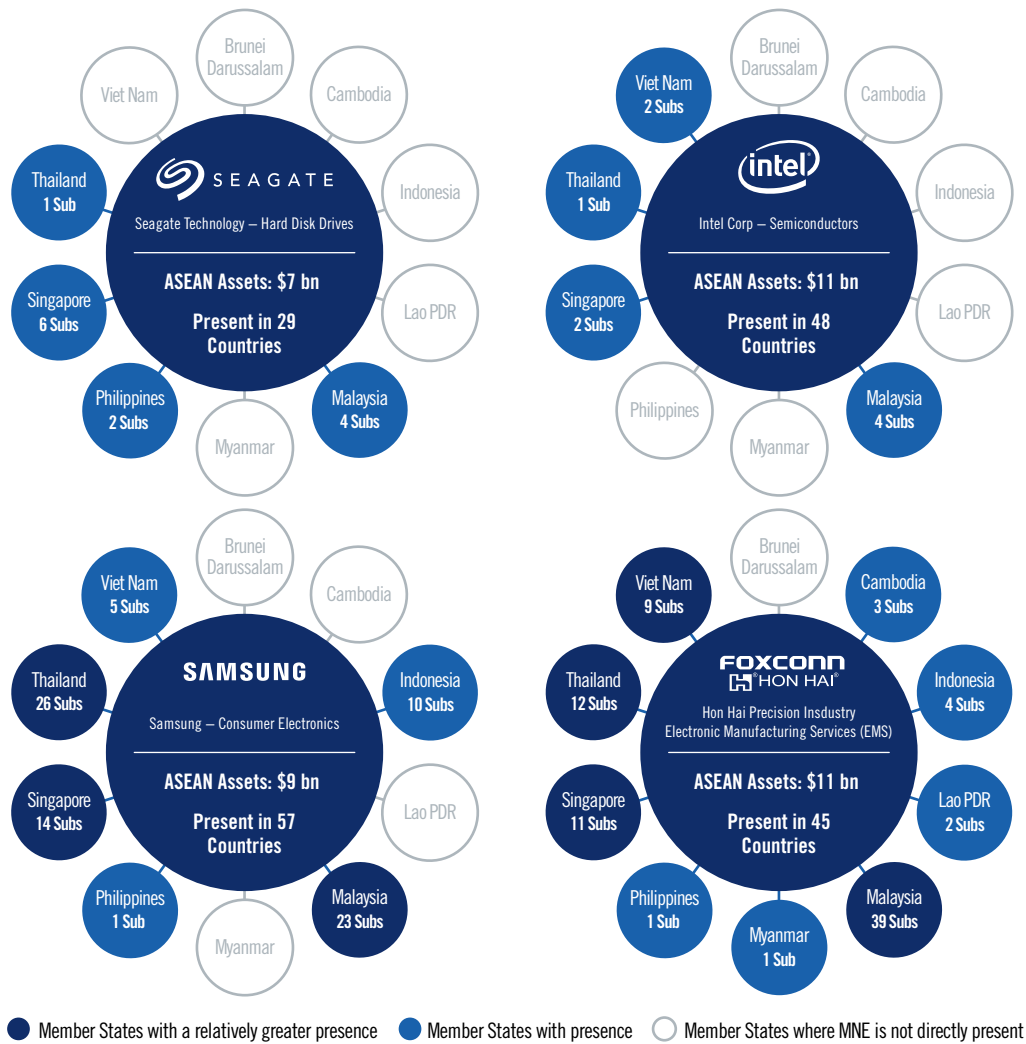 Brunei
Darussalam
Viet Nam
Cambodia
Thailand
1 Sub
Indonesia
SEAGATE
Seagate Technology – Hard Disk Drives
ASEAN Assets: $7 bn
Present in 29
Countries
Singapore
6 Subs
Lao PDR
Philippines
2 Subs
Malaysia
4 Subs
Myanmar
Brunei
Darussalam
Viet Nam
2 Subs
Cambodia
Thailand
1 Sub
Indonesia
intel®
Intel Corp – Semiconductors
ASEAN Assets: $11 bn
Present in 48
Countries
Singapore
2 Subs
Lao PDR
Philippines
Malaysia
4 Subs
Myanmar
Brunei
Darussalam
Viet Nam
5 Subs
Cambodia
Thailand
26 Subs
Indonesia
10 Subs
SAMSUNG
Samsung – Consumer Electronics
ASEAN Assets: $9 bn
Present in 57
Countries
Singapore
14 Subs
Lao PDR
Philippines
1 Sub
Malaysia
23 Subs
Myanmar
Brunei
Darussalam
Viet Nam
9 Subs
Cambodia
3 Subs
Thailand
12 Subs
Indonesia
4 Subs
FOXCONN
H®HON HAI®
Hon Hai Precision Insdustry
Electronic Manufacturing Services (EMS)
ASEAN Assets: $11 bn
Present in 45
Countries
Singapore
11 Subs
Lao PDR
2 Subs
Philippines
1 Sub
Malaysia
39 Subs
Myanmar
1 Sub
Member States with a relatively greater presence
Member States with presence
Member States where MNE is not directly present